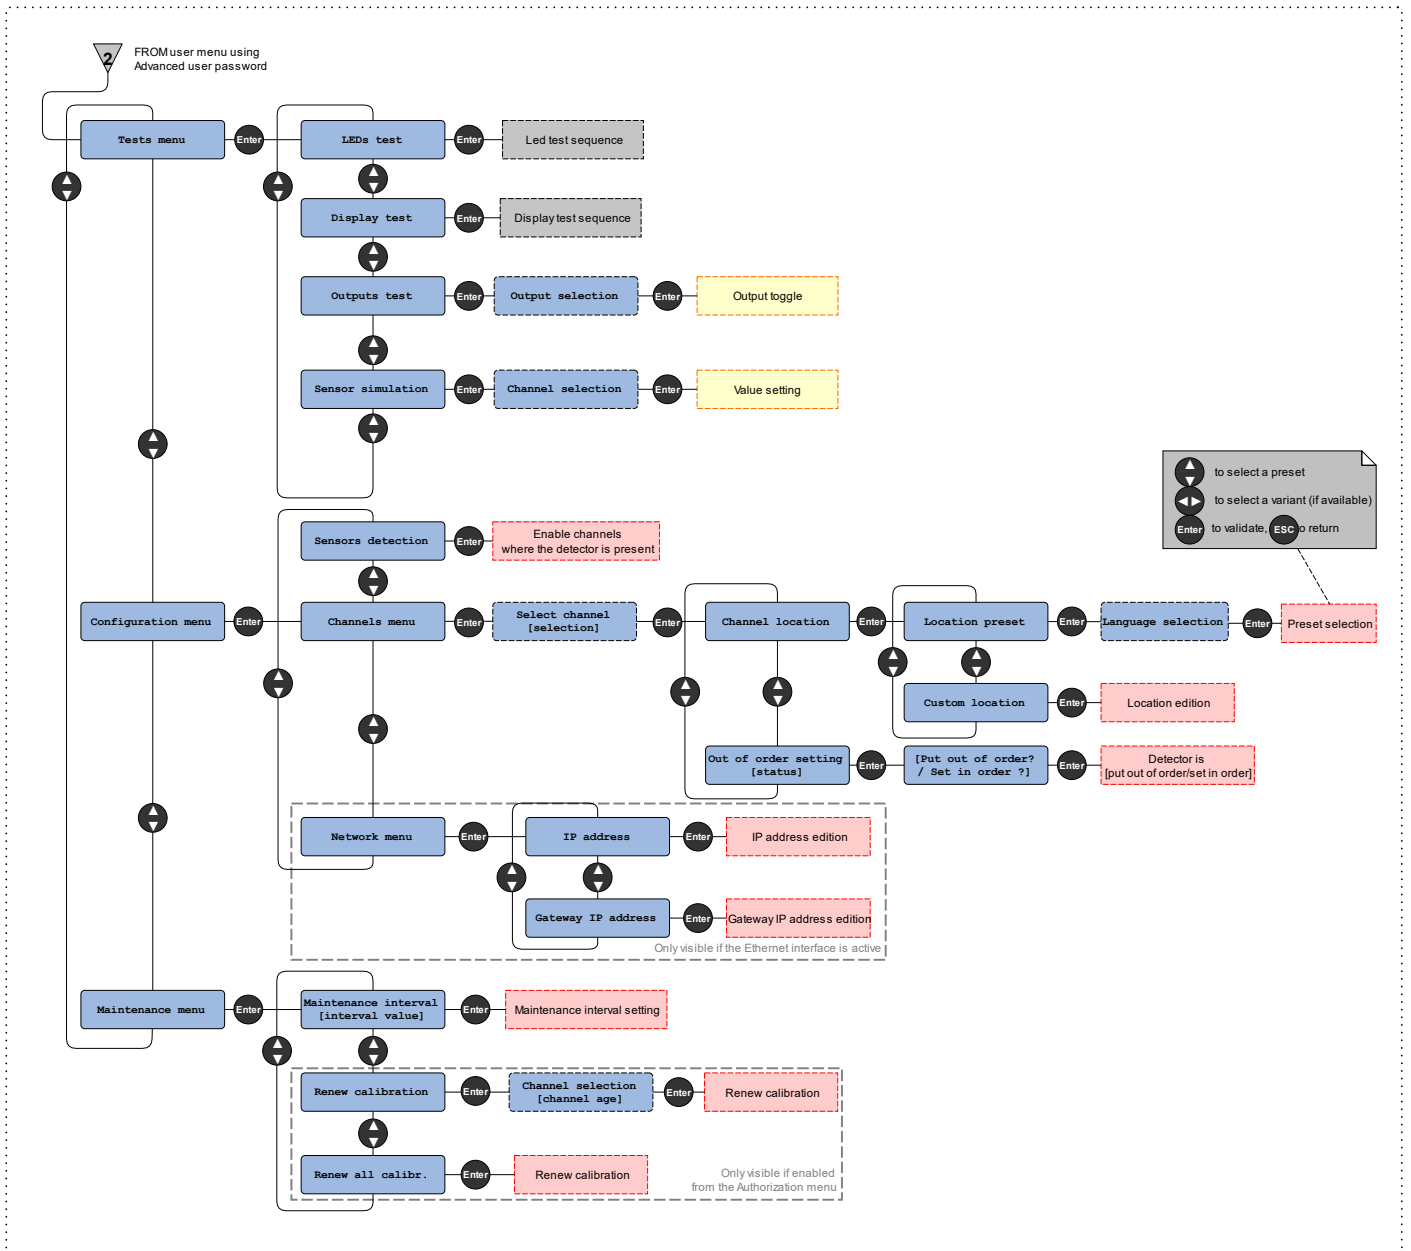 2
FROM user menu using
Advanced user password
Tests menu
Enter
LEDs test
Enter
Led test sequence
Display test
Enter
Display test sequence
Outputs test
Enter
Output selection
Enter
Output toggle
Sensor simulation
Enter
Channel selection
Enter
Value setting
to select a preset
to select a variant (if available)
Enter to validate, ESC o return
Sensors detection
Enter
Enable channels
where the detector is present
Configuration menu
Enter
Channels menu
Enter
Select channel
[selection]
Enter
Channel location
Enter
Location preset
Enter
Language selection
Enter
Preset selection
Custom location
Enter
Location edition
Out of order setting
[status]
Enter
[Put out of order?
/ Set in order ?]
Enter
Detector is
[put out of order/set in order]
Network menu
Enter
IP address
Enter
IP address edition
Gateway IP address
Enter
Gateway IP address edition
Only visible if the Ethernet interface is active
Maintenance menu
Enter
Maintenance interval
[interval value]
Enter
Maintenance interval setting
Renew calibration
Enter
Channel selection
[channel age]
Enter
Renew calibration
Renew all calibr.
Enter
Renew calibration
Only visible if enabled
from the Authorization menu